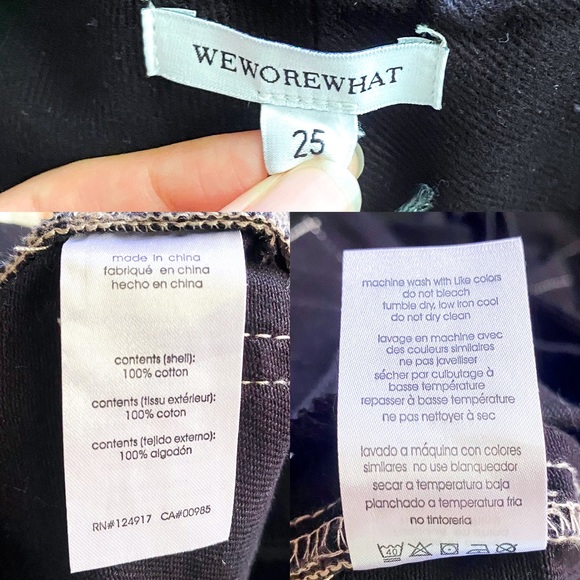 WEWOREWHAT
25
made in china
fabriqué en china
hecho en china
contents (shell):
100% cotton
contents (tissu extérieur):
100% coton
contents (tejido externo):
100% algodón
RN#124917 CA#00985
machine wash with Like colors
do not bleach
tumble dry, low iron cool
do not dry clean
lavage en machine avec
des couleurs similaires
ne pas javelliser
sécher par culbutage à
basse température
repasser à basse température
ne pas nettoyer à sec
lavado a máquina con colores
similares no use blanqueador
secar a temperatura baja
planchado a temperatura fria
no tintoreria
40